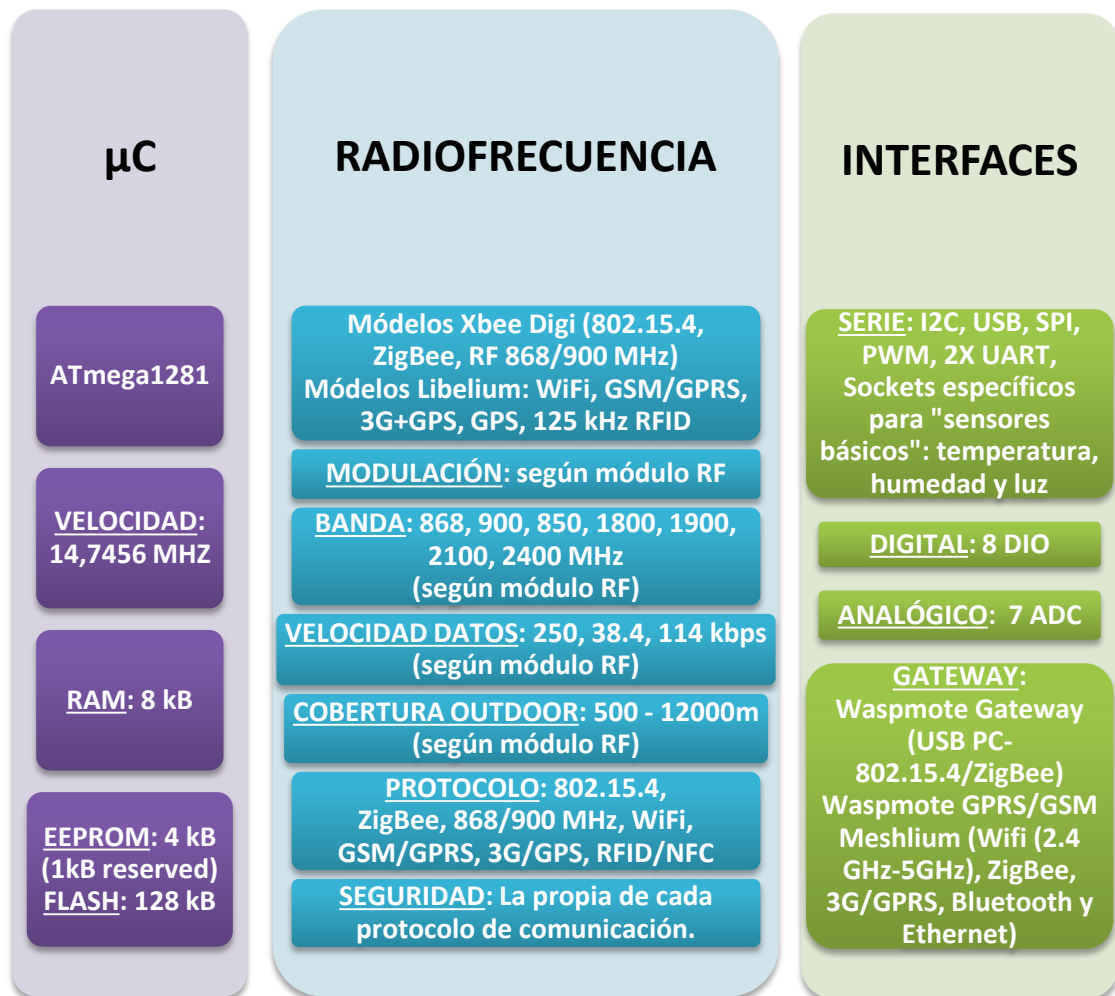 µC
ATmega1281
VELOCIDAD:
14,7456 MHZ
RAM: 8 kB
EEPROM: 4 kB
(1kB reserved)
FLASH: 128 kB
RADIOFRECUENCIA
Módelos Xbee Digi (802.15.4,
ZigBee, RF 868/900 MHz)
Módelos Libelium: WiFi, GSM/GPRS,
3G+GPS, GPS, 125 kHz RFID
MODULACIÓN: según módulo RF
BANDA: 868, 900, 850, 1800, 1900,
2100, 2400 MHz
(según módulo RF)
VELOCIDAD DATOS: 250, 38.4, 114 kbps
(según módulo RF)
COBERTURA OUTDOOR: 500 - 12000m
(según módulo RF)
PROTOCOLO: 802.15.4,
ZigBee, 868/900 MHz, WiFi,
GSM/GPRS, 3G/GPS, RFID/NFC
SEGURIDAD: La propia de cada
protocolo de comunicación.
INTERFACES
SERIE: I2C, USB, SPI,
PWM, 2X UART,
Sockets específicos
para "sensores
básicos": temperatura,
humedad y luz
DIGITAL: 8 DIO
ANALÓGICO: 7 ADC
GATEWAY:
Waspmote Gateway
(USB PC-
802.15.4/ZigBee)
Waspmote GPRS/GSM
Meshlium (Wifi (2.4
GHz-5GHz), ZigBee,
3G/GPRS, Bluetooth y
Ethernet)